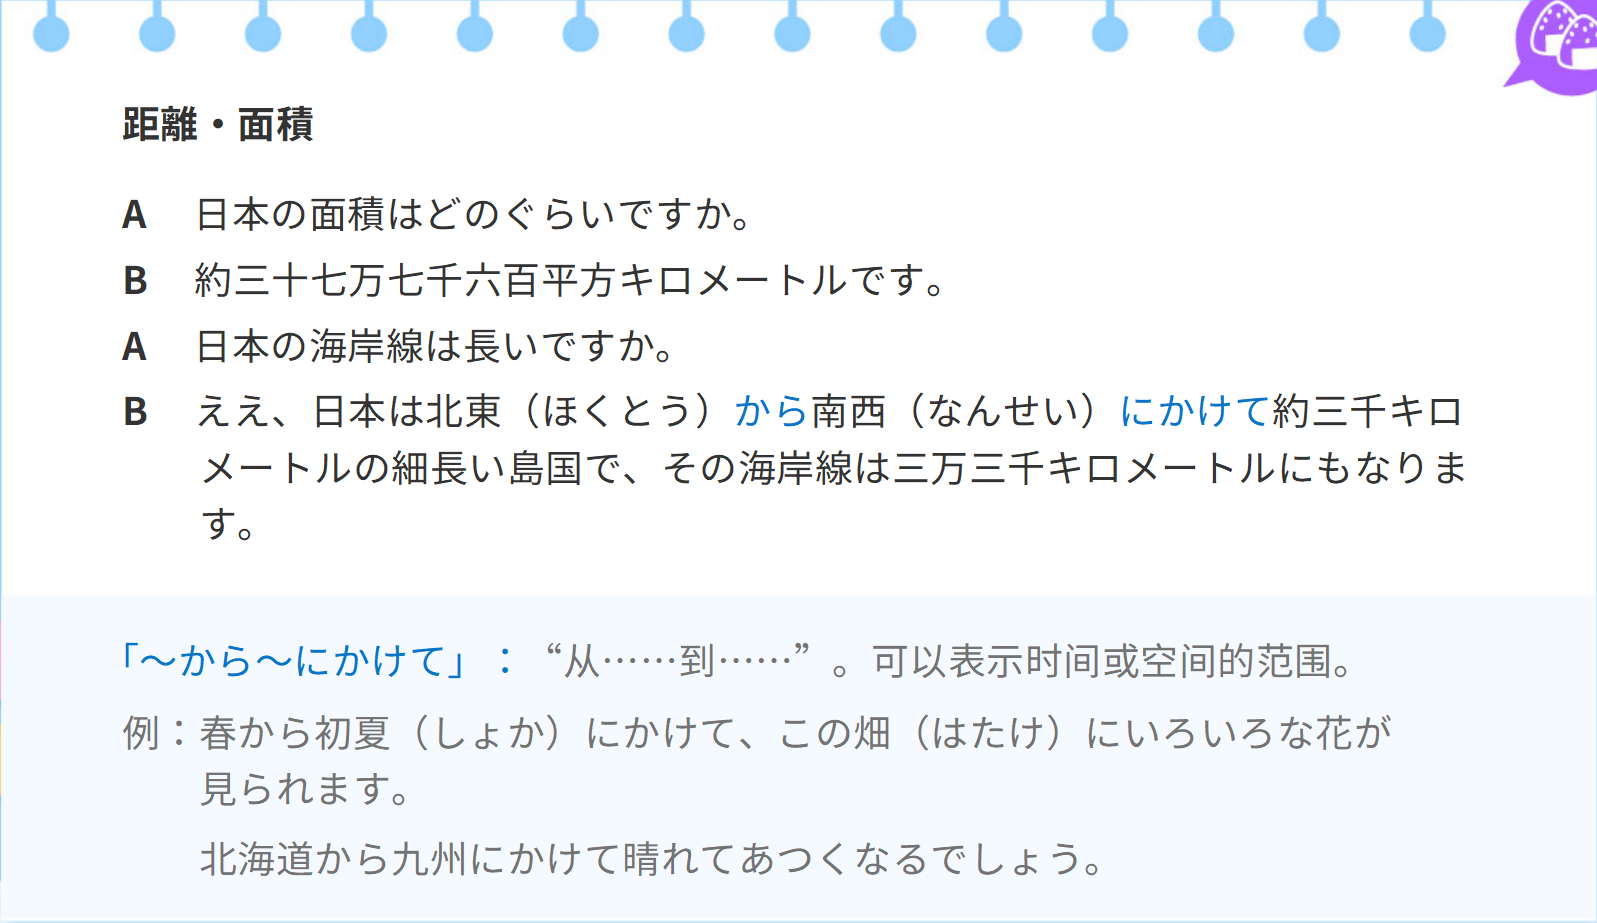 距離・面積
A 日本の面積はどのぐらいですか。
B 約三十七万七千六百平方キロメートルです。
A 日本の海岸線は長いですか。
B ええ、日本は北東（ほくとう）から南西（なんせい）にかけて約三千キロ
メートルの細長い島国で、その海岸線は三万三千キロメートルにもなりま
す。
「～から～にかけて」：“从……到……”。可以表示时间或空间的范围。
例：春から初夏（しょか）にかけて、この畑（はたけ）にいろいろな花が
見られます。
北海道から九州にかけて晴れてあつくなるでしょう。